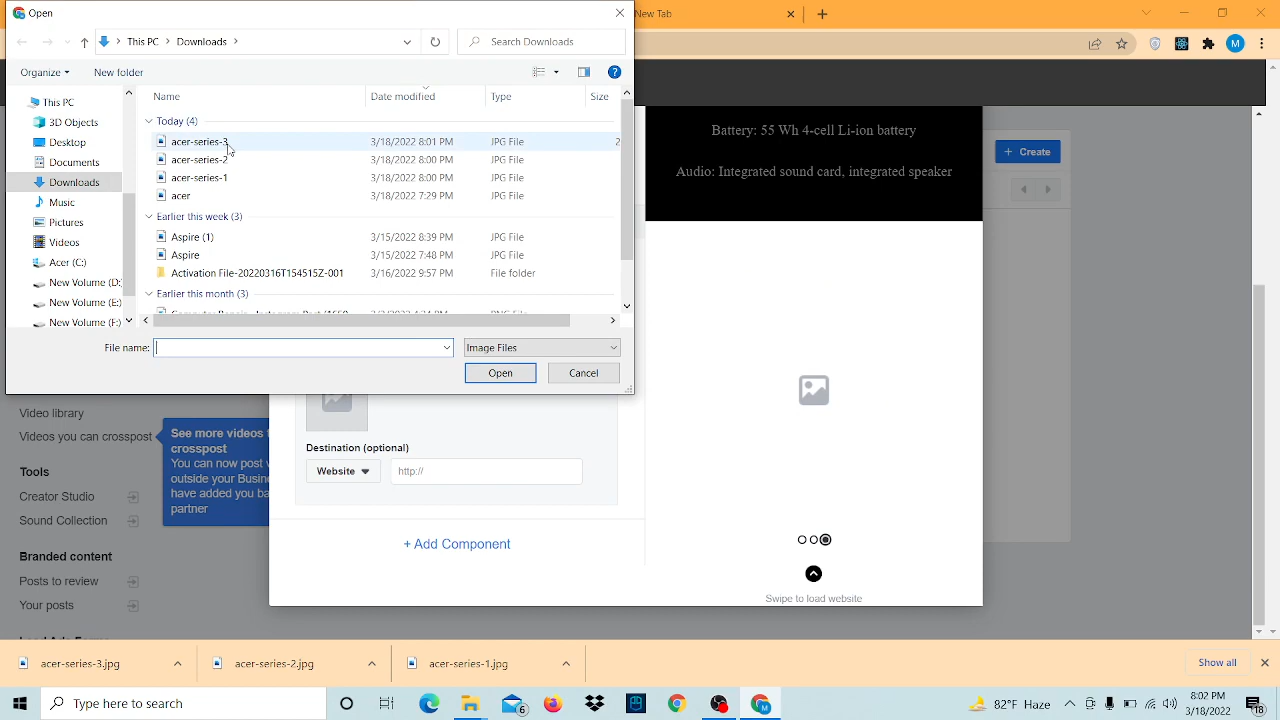 Open
New Tab
This PC > Downloads >
Search Downloads
Organize
New folder
M
Name
Date modified
Type
Size
This PC
3D Objects
Desktop
Documents
Downloads
Music
Pictures
Videos
Acer (C:)
New Volume (D:
New Volume (E:)
New Volume (F:)
Today (4)
acer-series-3 3/18/2022 8:01 PM JPG File 2
acer-series-2 3/18/2022 8:00 PM JPG File
acer-series-1 3/18/2022 8:00 PM JPG File
acer 3/18/2022 7:29 PM JPG File
Earlier this week (3)
Aspire (1) 3/15/2022 8:39 PM JPG File
Aspire 3/15/2022 7:48 PM JPG File
Activation File-20220316T154515Z-001 3/16/2022 9:57 PM File folder
Earlier this month (3)
File name:
Image Files
Open
Cancel
Battery: 55 Wh 4-cell Li-ion battery
Audio: Integrated sound card, integrated speaker
+ Create
Video library
Videos you can crosspost
See more videos t
crosspost
You can now post v
outside your Busin
have added you ba
partner
Tools
Creator Studio
Sound Collection
Branded content
Posts to review
Your posts
Destination (optional)
Website
http://
+ Add Component
Swipe to load website
acer-series-3.jpg
acer-series-2.jpg
acer-series-1.jpg
Show all
Type here to search
6
M
82°F Haze
8:02 PM
3/18/2022
18